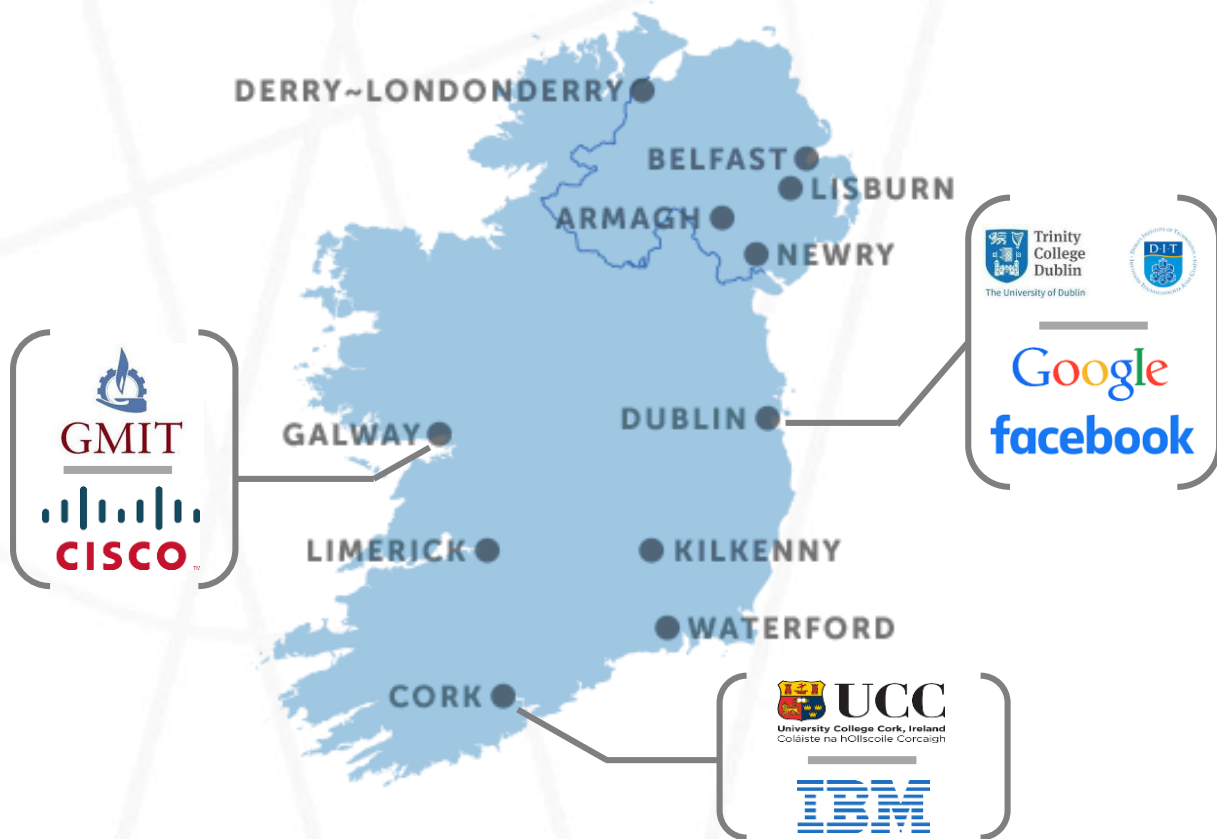 DERRY~LONDONDERRY
BELFAST
LISBURN
ARMAGH
NEWRY
Trinity
College
Dublin
The University of Dublin
D·I·T
Google
facebook
DUBLIN
GMIT
CISCO
TM
GALWAY
LIMERICK
KILKENNY
WATERFORD
CORK
UCC
University College Cork, Ireland
Coláiste na hOllscoile Corcaigh
IBM